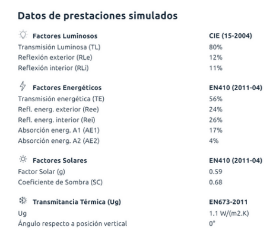 Datos de prestaciones simulados
Factores Luminosos CIE (15-2004)
Transmisión Luminosa (TL) 80%
Reflexión exterior (RLe) 12%
Reflexión interior (RLi) 11%
Factores Energéticos EN410 (2011-04)
Transmisión energética (TE) 56%
Refl. energ. exterior (Ree) 24%
Refl. energ. interior (Rei) 26%
Absorción energ. A1 (AE1) 17%
Absorción energ. A2 (AE2) 4%
Factores Solares EN410 (2011-04)
Factor Solar (g) 0.59
Coeficiente de Sombra (SC) 0.68
Transmitancia Térmica (Ug) EN673-2011
Ug 1.1 W/(m2.K)
Ángulo respecto a posición vertical 0°